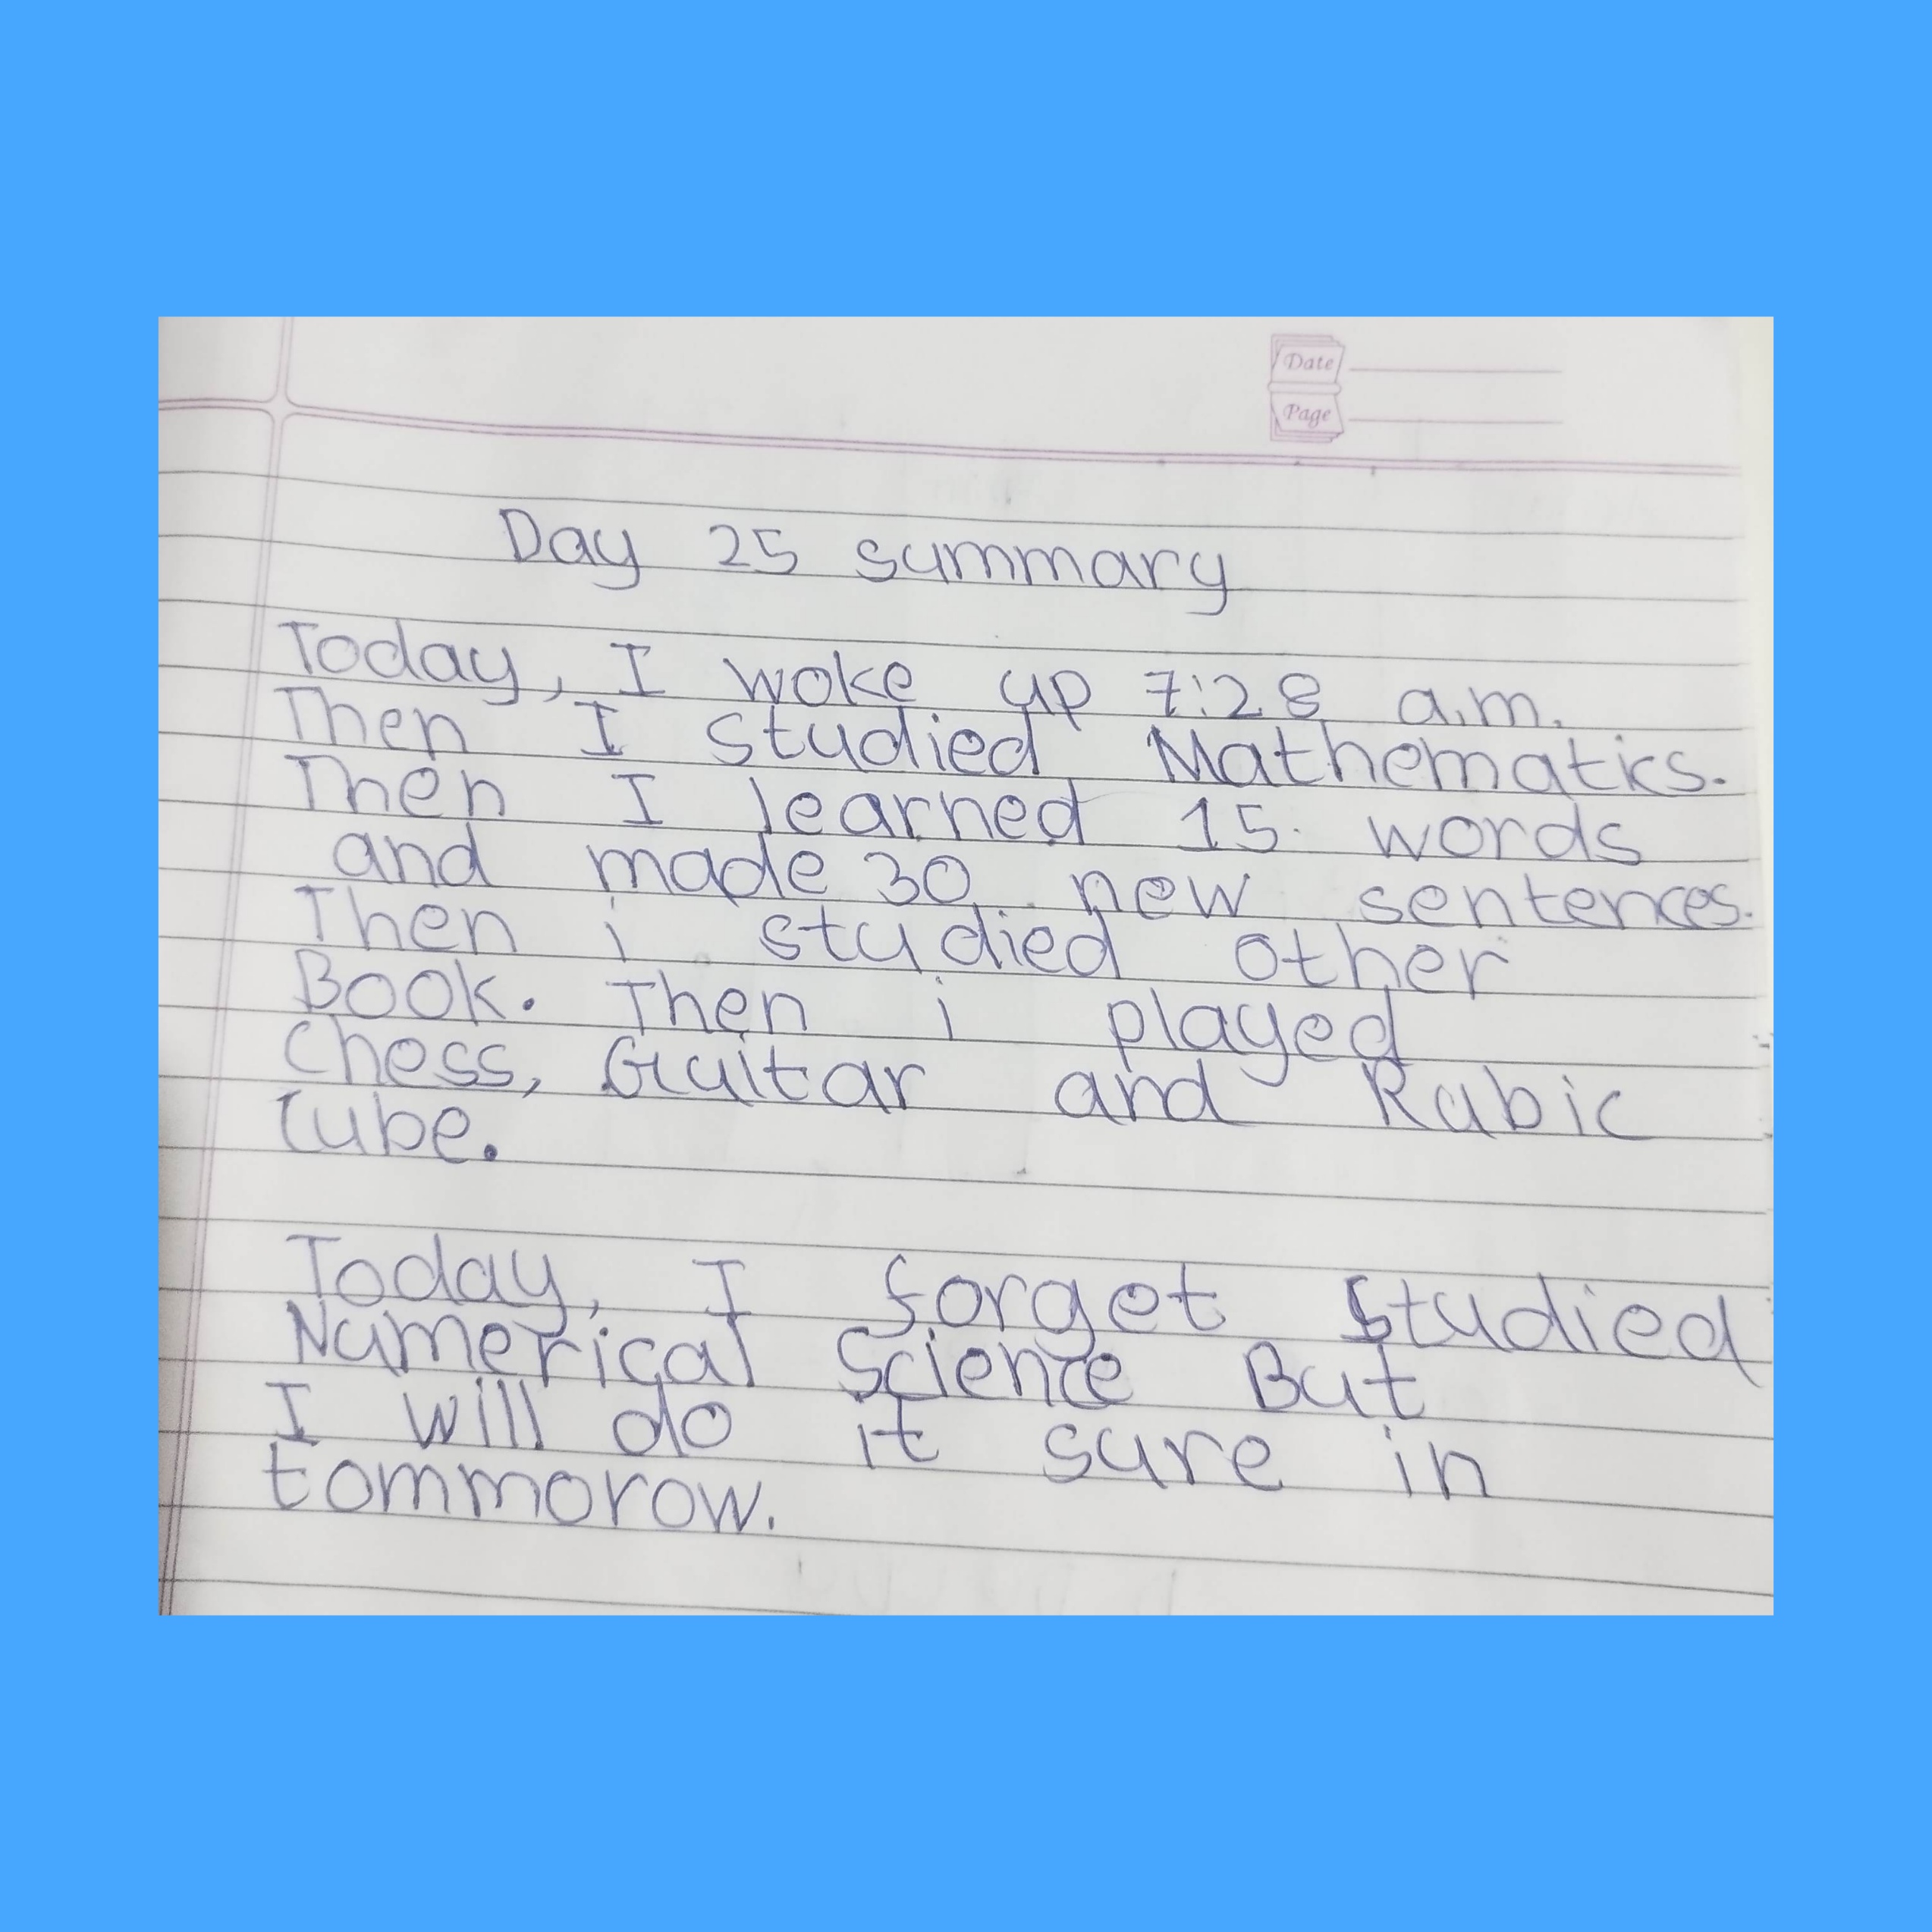 Date
Page
Day 25 summary
Today, I woke up 7:28 a.m.
Then I studied Mathematics.
Then I learned 15 words
and made 30 new sentences.
Then i studied other
Book. Then i played
Chess, Guitar and Rubic
Cube.
Today, I forget studied
Numerical Science But
I will do it sure in
tommorow.